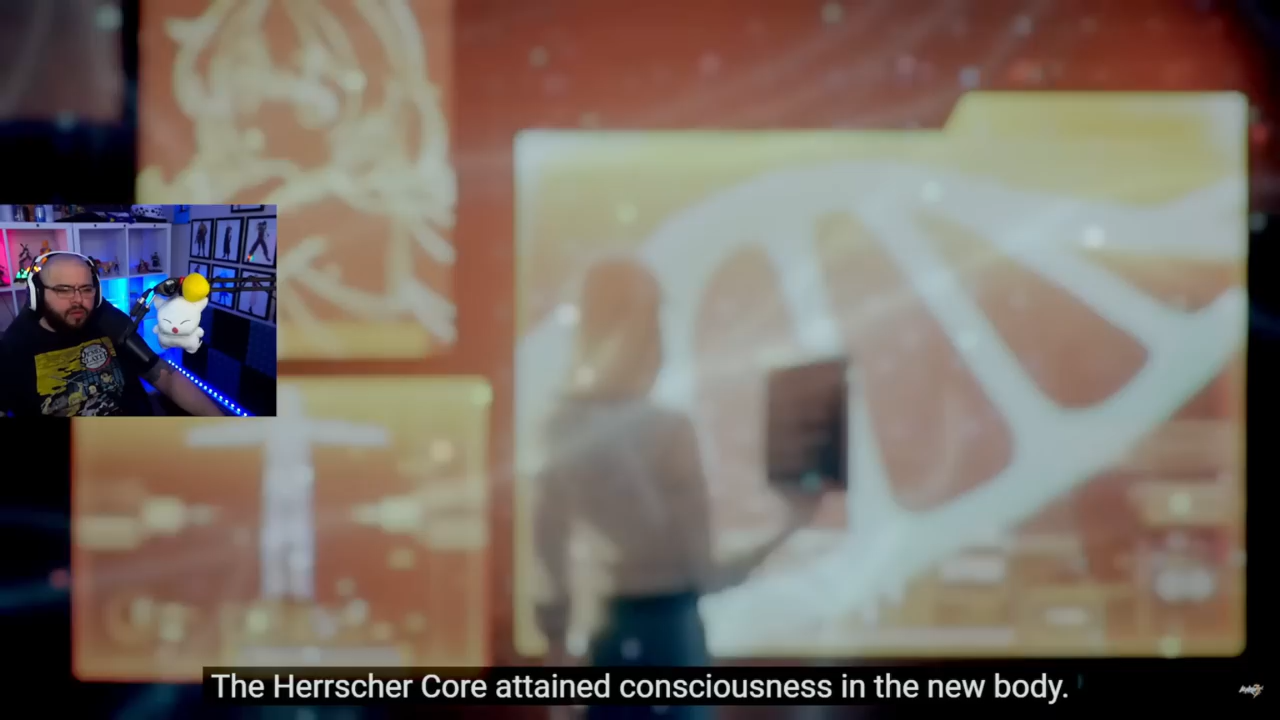 The Herrscher Core attained consciousness in the new body.